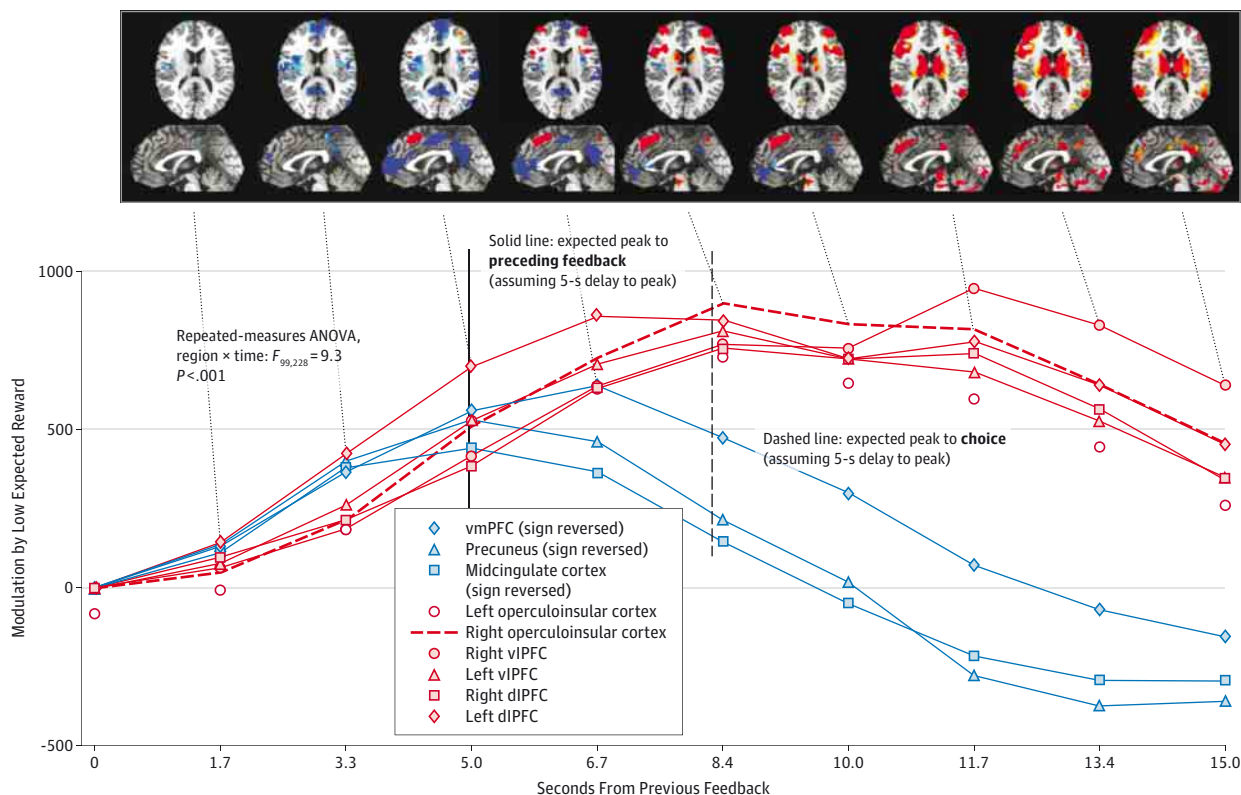 Solid line: expected peak to
preceding feedback
(assuming 5-s delay to peak)
1000
Repeated-measures ANOVA,
region × time: F99,228 = 9.3
P<.001
500
Dashed line: expected peak to choice
(assuming 5-s delay to peak)
vmPFC (sign reversed)
Precuneus (sign reversed)
Midcingulate cortex
(sign reversed)
Left operculoinsular cortex
Right operculoinsular cortex
Right vlPFC
Left vlPFC
Right dlPFC
Left dlPFC
0
-500
Modulation by Low Expected Reward
0 1.7 3.3 5.0 6.7 8.4 10.0 11.7 13.4 15.0
Seconds From Previous Feedback